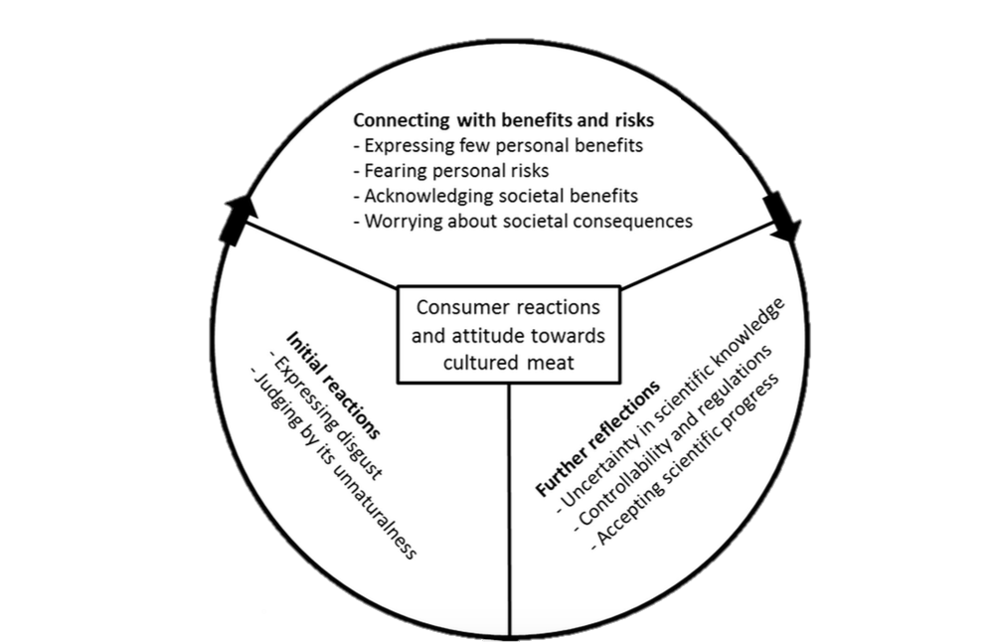 Connecting with benefits and risks
- Expressing few personal benefits
- Fearing personal risks
- Acknowledging societal benefits
- Worrying about societal consequences
Consumer reactions
and attitude towards
cultured meat
Initial reactions
- Expressing disgust
- Judging by its unnaturalness
Further reflections
- Uncertainty in scientific knowledge
- Controllability and regulations
- Accepting scientific progress